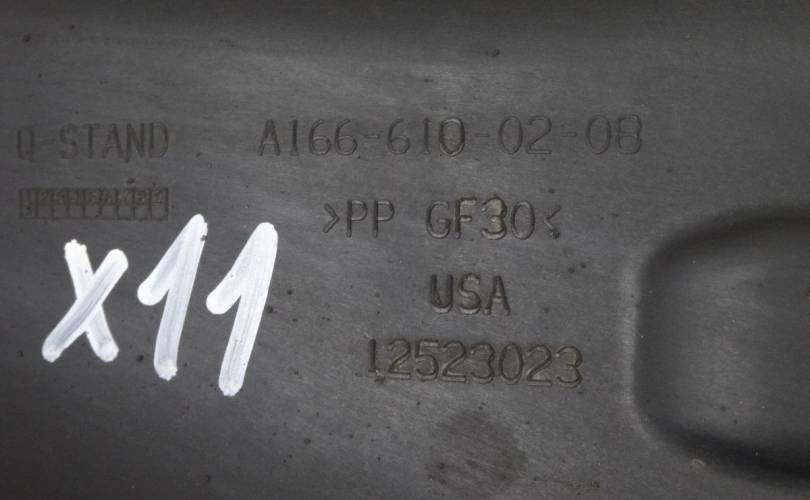 Q-STAND A166-610-02-08
>PP GF30<
X11
USA
12523023